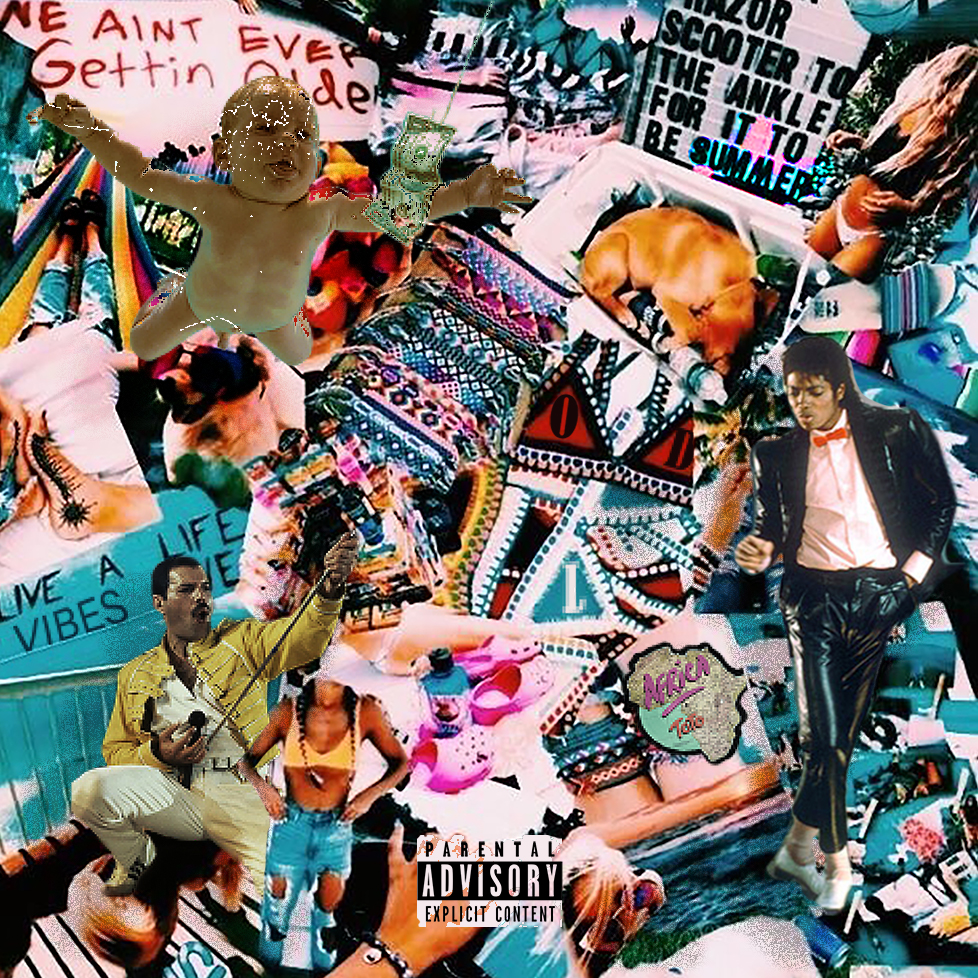 WE AINT EVER
Gettin Olde
RAZOR
SCOOTER TO
THE ANKLE
FOR IT TO
BE SUMMER
O
D
L
LIVE A LIFE
VIBES
AFRICA
TOTO
PARENTAL
ADVISORY
EXPLICIT CONTENT